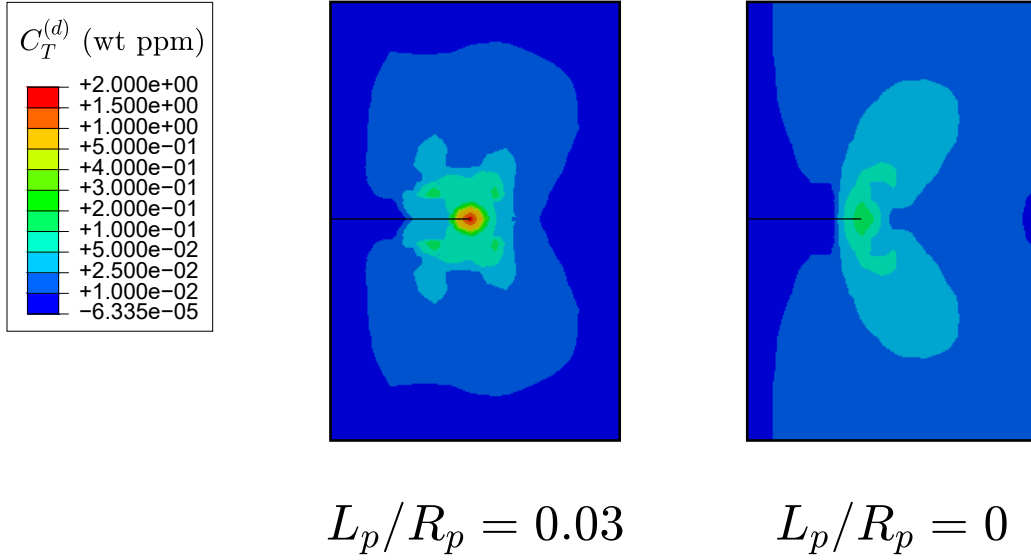 C_T^{(d)} (wt ppm)
+2.000e+00
+1.500e+00
+1.000e+00
+5.000e−01
+4.000e−01
+3.000e−01
+2.000e−01
+1.000e−01
+5.000e−02
+2.500e−02
+1.000e−02
−6.335e−05
L_p/R_p = 0.03
L_p/R_p = 0